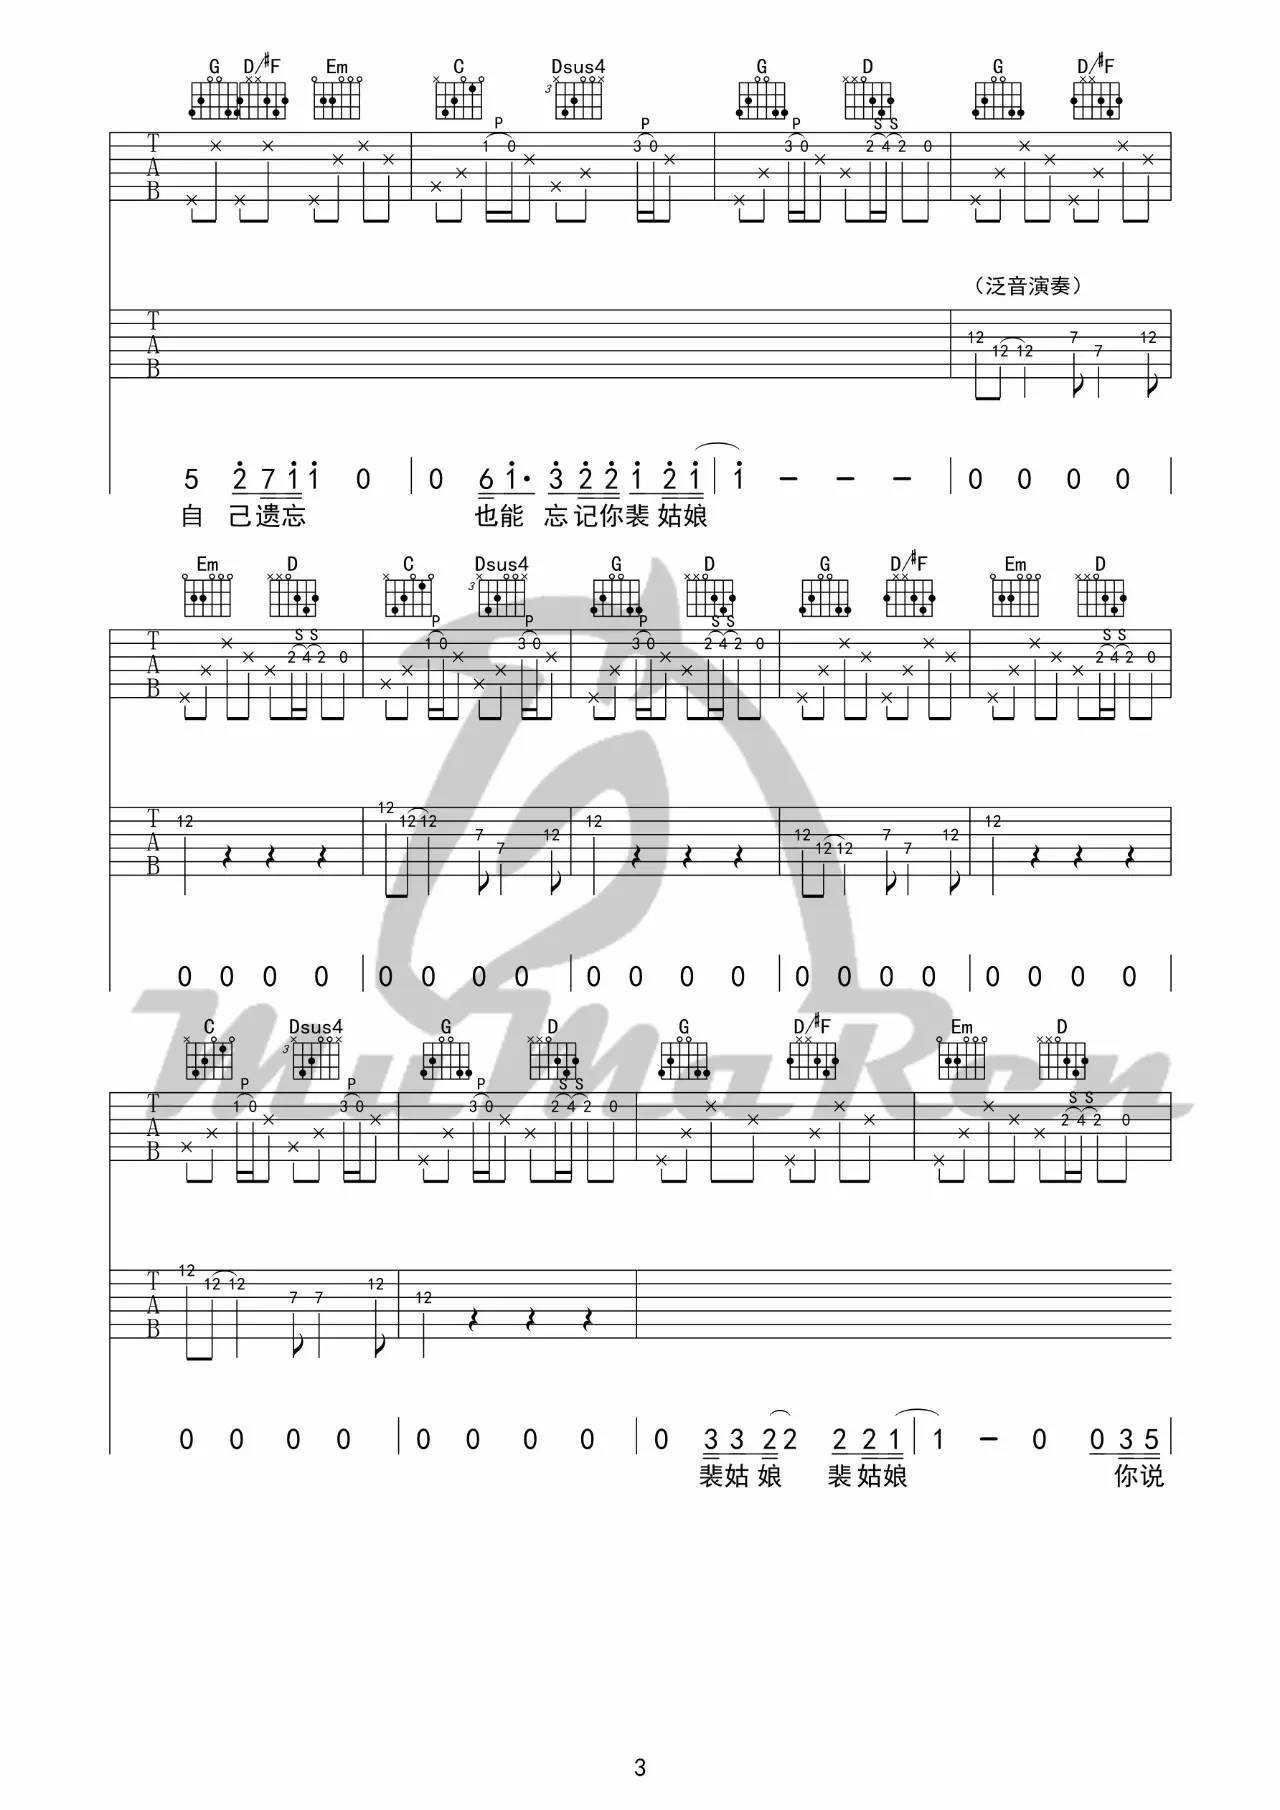 G D/#F Em C Dsus4 G D G D/#F
3
P P P S S
T A B 1 0 3 0 3 0 2 4 2 0
（泛音演奏）
T A B 12 12 12 7 7 12
5 2 7 1 1 0 0 6 1· 3 2 2 1 2 1 1 – – – 0 0 0 0
自 己遗忘 也能 忘记你裴姑娘
Em D C Dsus4 G D G D/#F Em D
3
S S P P P S S S S
T A B 2 4 2 0 1 0 3 0 3 0 2 4 2 0 2 4 2 0
T A B 12 12 12 12 7 7 12 12 12 12 12 7 7 12 12
0 0 0 0 0 0 0 0 0 0 0 0 0 0 0 0 0 0 0 0
MuMaRen
C Dsus4 G D G D/#F Em D
3
P P P S S S S
T A B 1 0 3 0 3 0 2 4 2 0 2 4 2 0
T A B 12 12 12 7 7 12 12
0 0 0 0 0 0 0 0 0 3 3 2 2 2 2 1 1 – 0 0 3 5
裴姑 娘 裴姑娘 你说
3